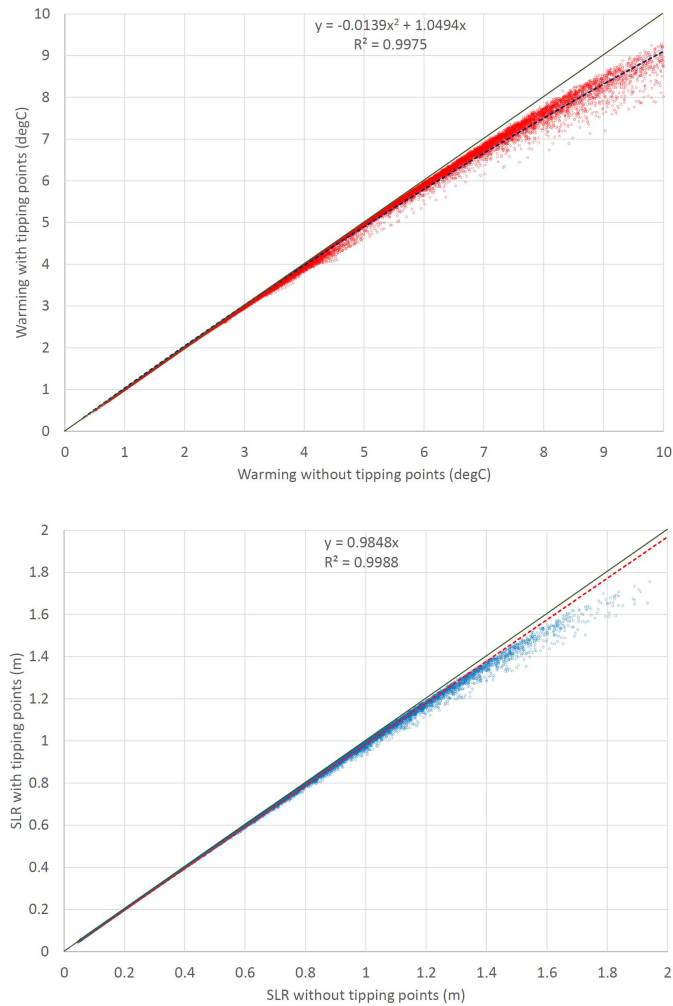 y = -0.0139x² + 1.0494x
R² = 0.9975
10
9
8
7
6
5
4
3
2
1
0
Warming with tipping points (degC)
0 1 2 3 4 5 6 7 8 9 10
Warming without tipping points (degC)
y = 0.9848x
R² = 0.9988
2
1.8
1.6
1.4
1.2
1
0.8
0.6
0.4
0.2
0
SLR with tipping points (m)
0 0.2 0.4 0.6 0.8 1 1.2 1.4 1.6 1.8 2
SLR without tipping points (m)